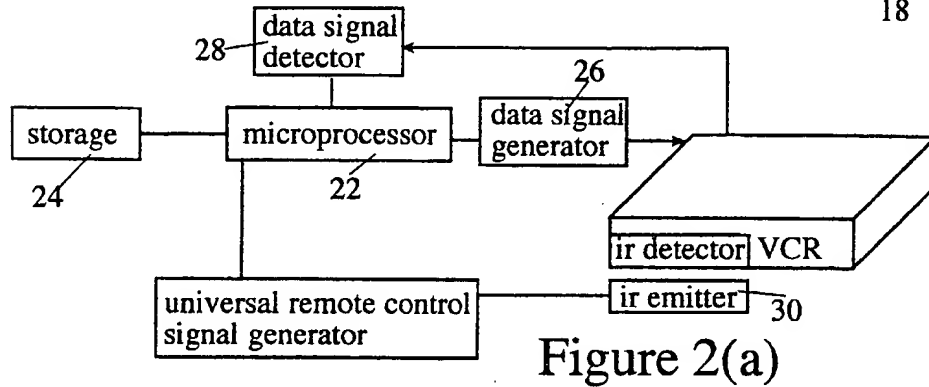 18
data signal
detector
28
26
storage
microprocessor
data signal
generator
24
22
ir detector
VCR
universal remote control
signal generator
ir emitter
30
Figure 2(a)